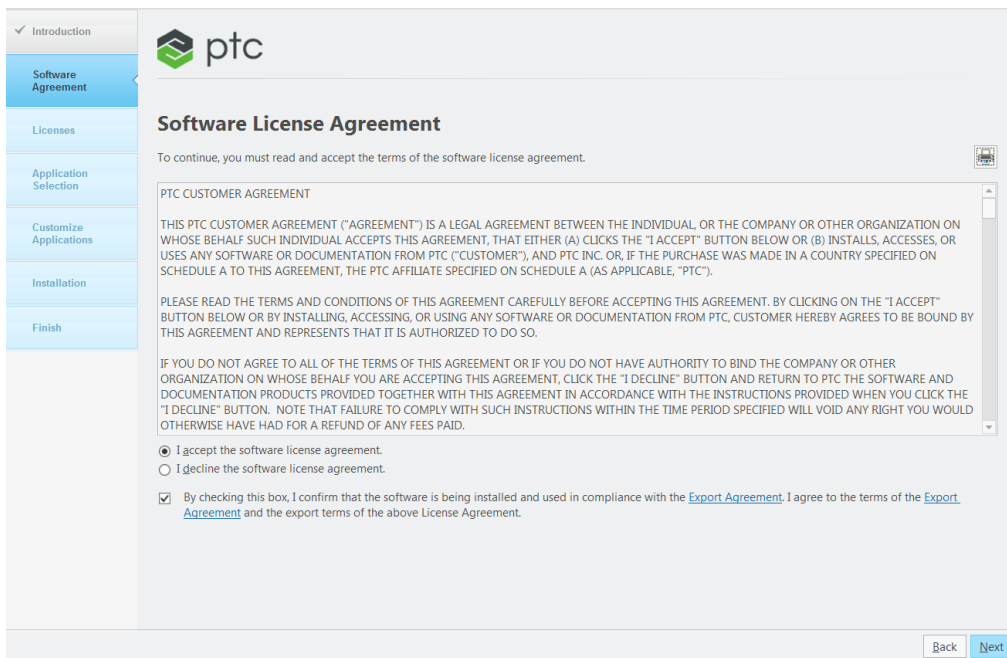 Introduction
Software
Agreement
Licenses
Application
Selection
Customize
Applications
Installation
Finish
ptc
Software License Agreement
To continue, you must read and accept the terms of the software license agreement.
PTC CUSTOMER AGREEMENT
THIS PTC CUSTOMER AGREEMENT ("AGREEMENT") IS A LEGAL AGREEMENT BETWEEN THE INDIVIDUAL, OR THE COMPANY OR OTHER ORGANIZATION ON
WHOSE BEHALF SUCH INDIVIDUAL ACCEPTS THIS AGREEMENT, THAT EITHER (A) CLICKS THE "I ACCEPT" BUTTON BELOW OR (B) INSTALLS, ACCESSES, OR
USES ANY SOFTWARE OR DOCUMENTATION FROM PTC ("CUSTOMER"), AND PTC INC. OR, IF THE PURCHASE WAS MADE IN A COUNTRY SPECIFIED ON
SCHEDULE A TO THIS AGREEMENT, THE PTC AFFILIATE SPECIFIED ON SCHEDULE A (AS APPLICABLE, "PTC").
PLEASE READ THE TERMS AND CONDITIONS OF THIS AGREEMENT CAREFULLY BEFORE ACCEPTING THIS AGREEMENT. BY CLICKING ON THE "I ACCEPT"
BUTTON BELOW OR BY INSTALLING, ACCESSING, OR USING ANY SOFTWARE OR DOCUMENTATION FROM PTC, CUSTOMER HEREBY AGREES TO BE BOUND BY
THIS AGREEMENT AND REPRESENTS THAT IT IS AUTHORIZED TO DO SO.
IF YOU DO NOT AGREE TO ALL OF THE TERMS OF THIS AGREEMENT OR IF YOU DO NOT HAVE AUTHORITY TO BIND THE COMPANY OR OTHER
ORGANIZATION ON WHOSE BEHALF YOU ARE ACCEPTING THIS AGREEMENT, CLICK THE "I DECLINE" BUTTON AND RETURN TO PTC THE SOFTWARE AND
DOCUMENTATION PRODUCTS PROVIDED TOGETHER WITH THIS AGREEMENT IN ACCORDANCE WITH THE INSTRUCTIONS PROVIDED WHEN YOU CLICK THE
"I DECLINE" BUTTON. NOTE THAT FAILURE TO COMPLY WITH SUCH INSTRUCTIONS WITHIN THE TIME PERIOD SPECIFIED WILL VOID ANY RIGHT YOU WOULD
OTHERWISE HAVE HAD FOR A REFUND OF ANY FEES PAID.
I accept the software license agreement.
I decline the software license agreement.
By checking this box, I confirm that the software is being installed and used in compliance with the Export Agreement. I agree to the terms of the Export
Agreement and the export terms of the above License Agreement.
Back Next